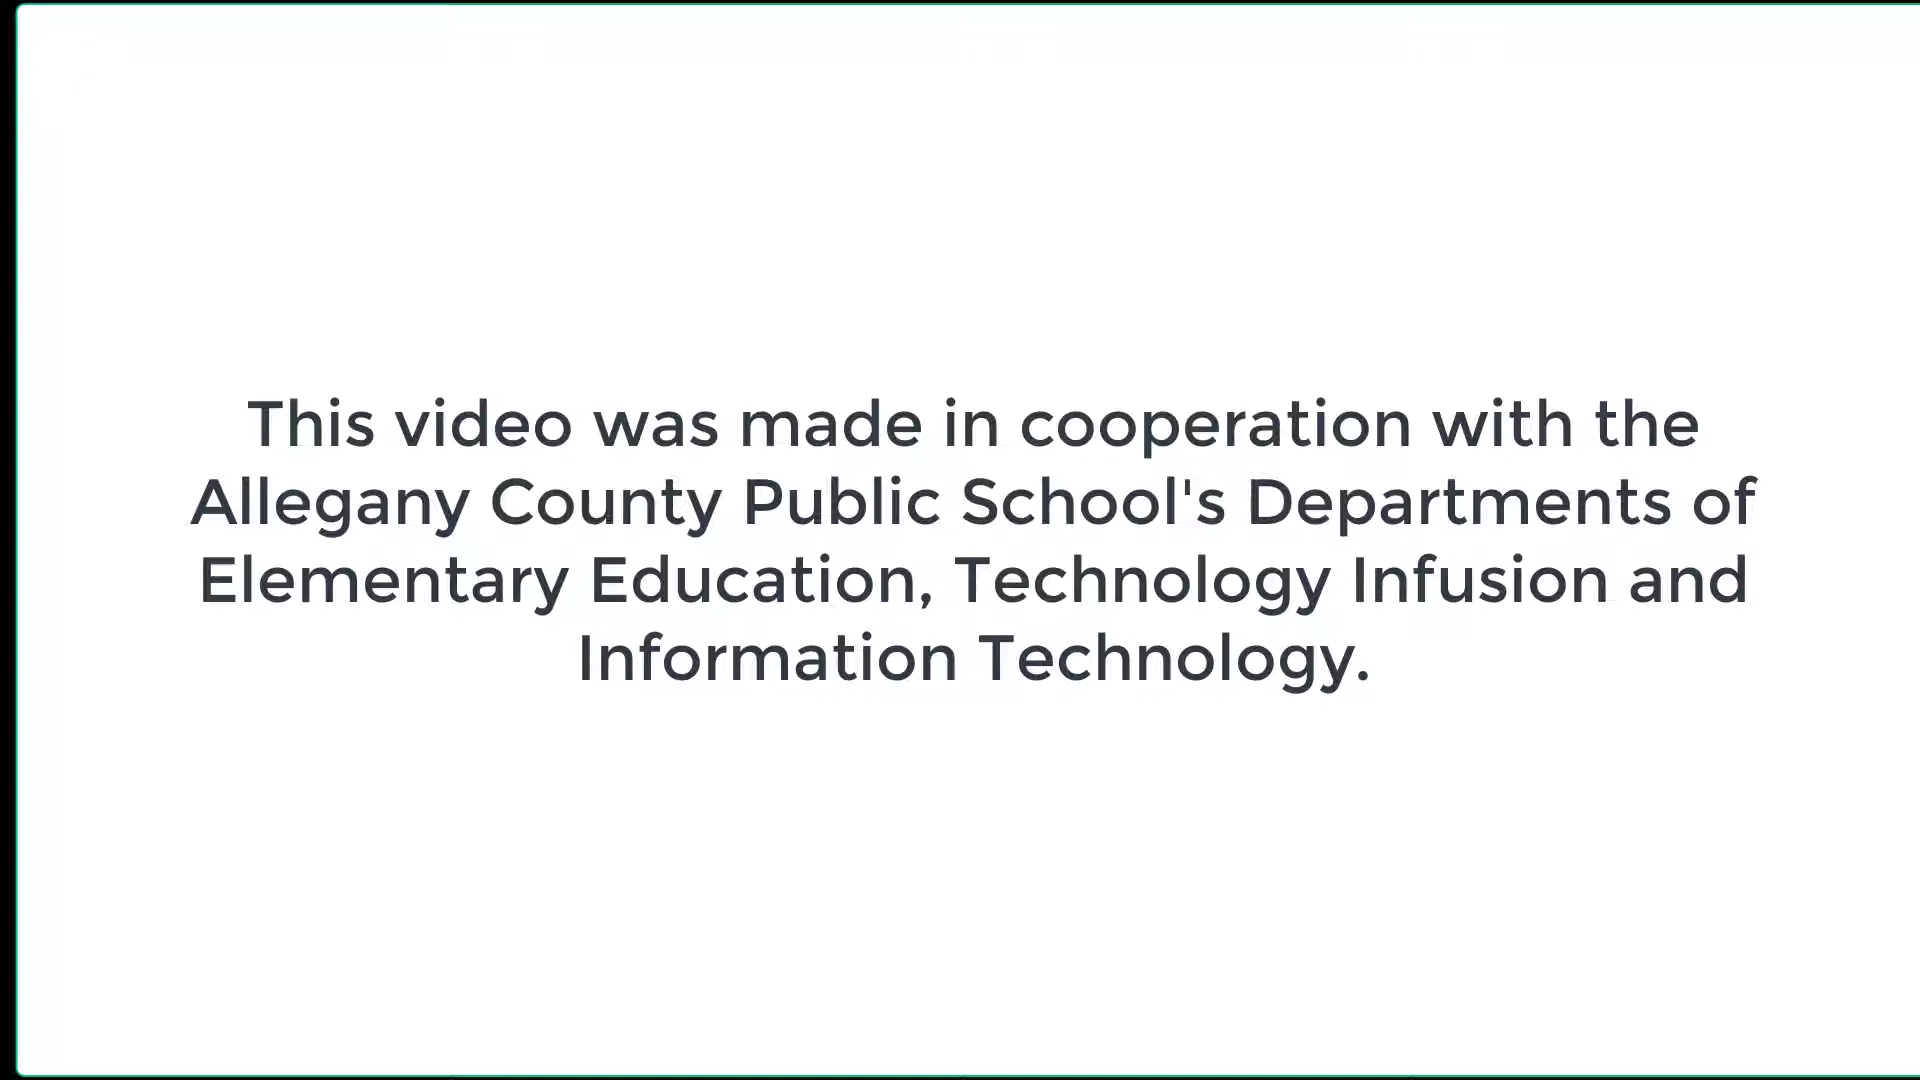 This video was made in cooperation with the
Allegany County Public School's Departments of
Elementary Education, Technology Infusion and
Information Technology.